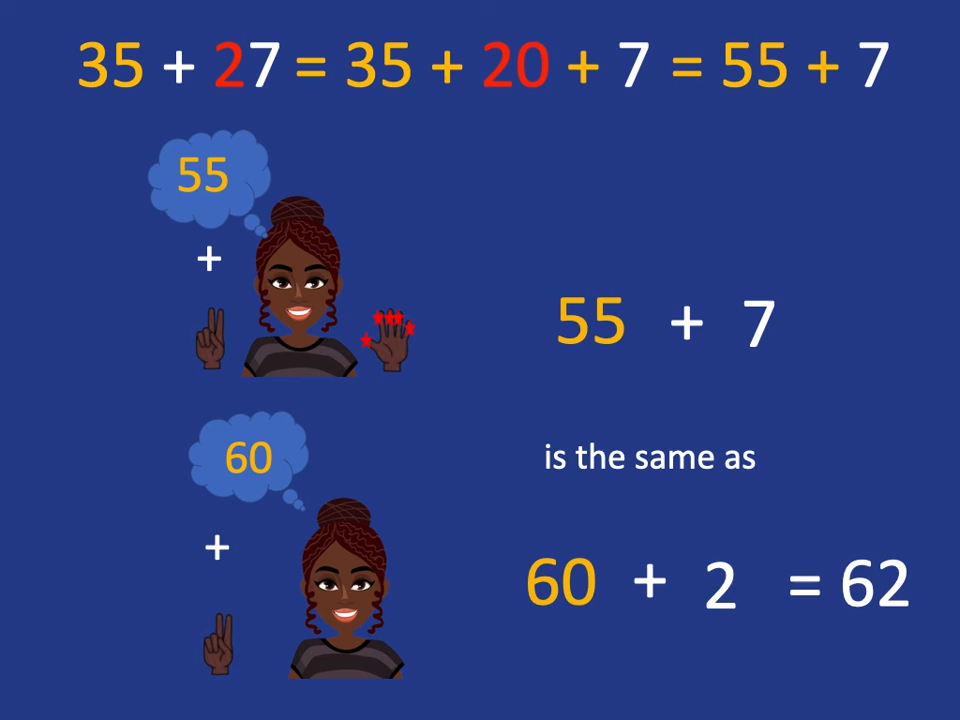 35 + 27 = 35 + 20 + 7 = 55 + 7
55
+
55 + 7
60
is the same as
+
60 + 2 = 62